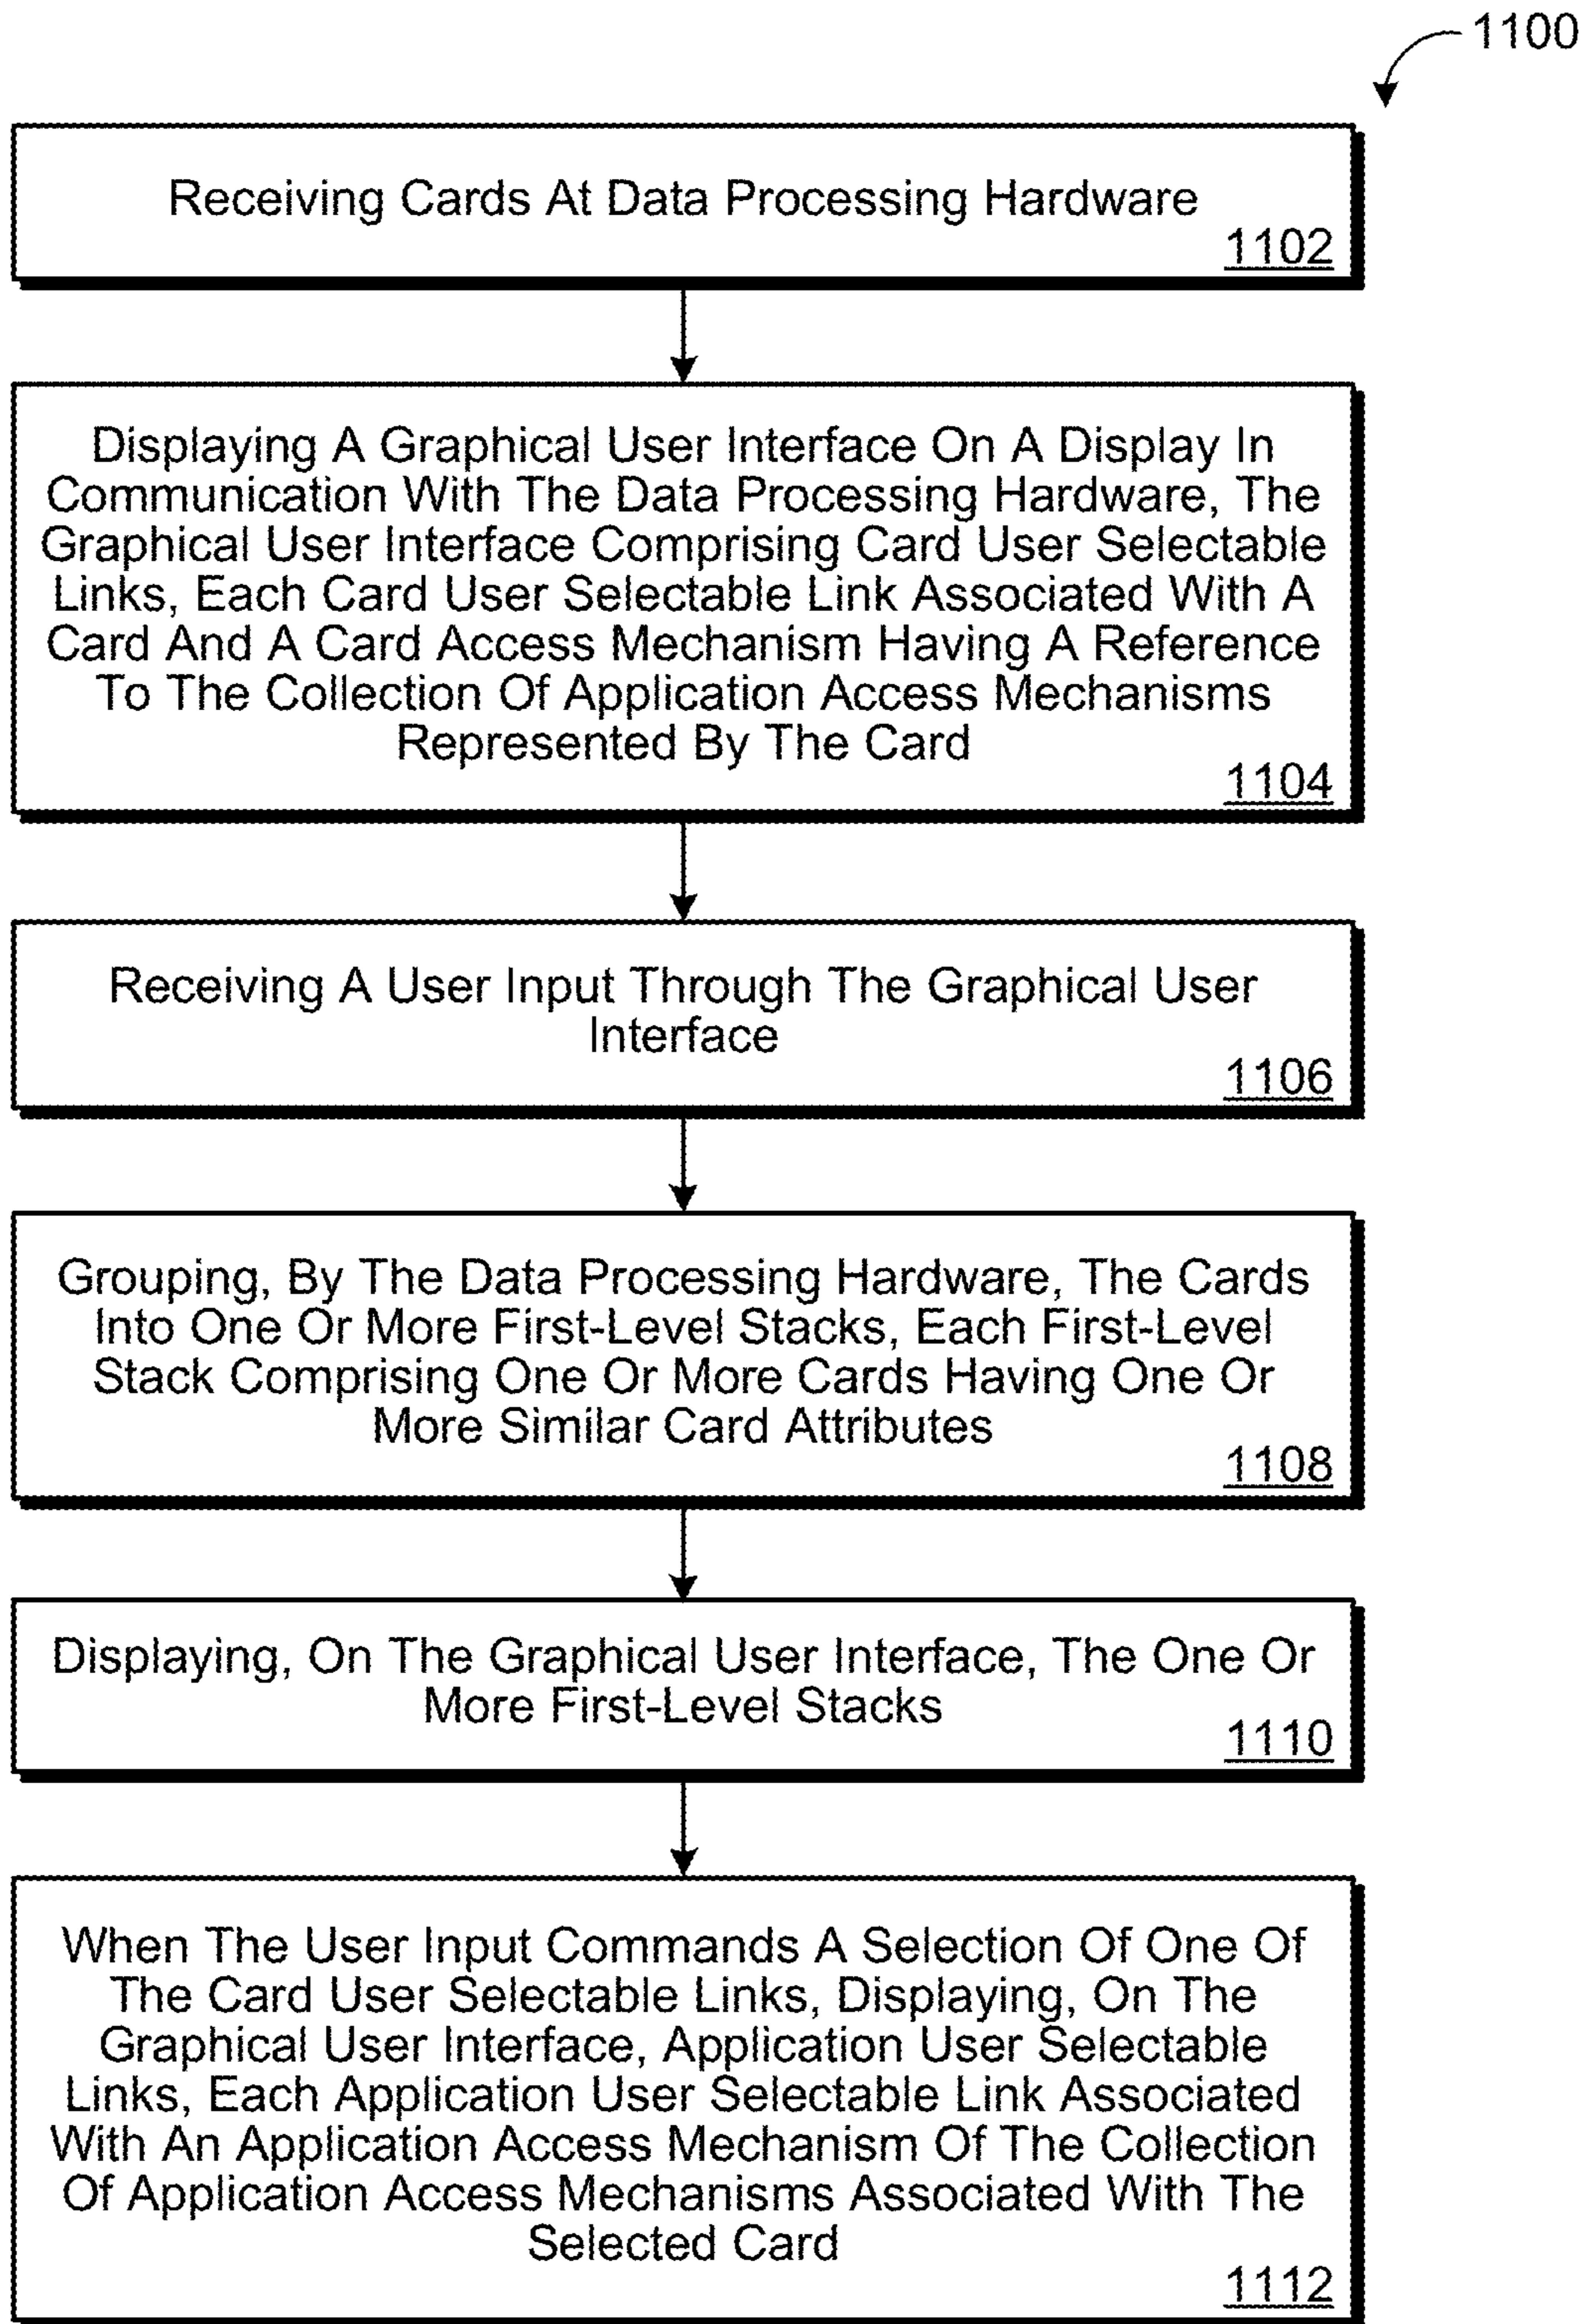 1100
Receiving Cards At Data Processing Hardware
1102
Displaying A Graphical User Interface On A Display In
Communication With The Data Processing Hardware, The
Graphical User Interface Comprising Card User Selectable
Links, Each Card User Selectable Link Associated With A
Card And A Card Access Mechanism Having A Reference
To The Collection Of Application Access Mechanisms
Represented By The Card
1104
Receiving A User Input Through The Graphical User
Interface
1106
Grouping, By The Data Processing Hardware, The Cards
Into One Or More First-Level Stacks, Each First-Level
Stack Comprising One Or More Cards Having One Or
More Similar Card Attributes
1108
Displaying, On The Graphical User Interface, The One Or
More First-Level Stacks
1110
When The User Input Commands A Selection Of One Of
The Card User Selectable Links, Displaying, On The
Graphical User Interface, Application User Selectable
Links, Each Application User Selectable Link Associated
With An Application Access Mechanism Of The Collection
Of Application Access Mechanisms Associated With The
Selected Card
1112